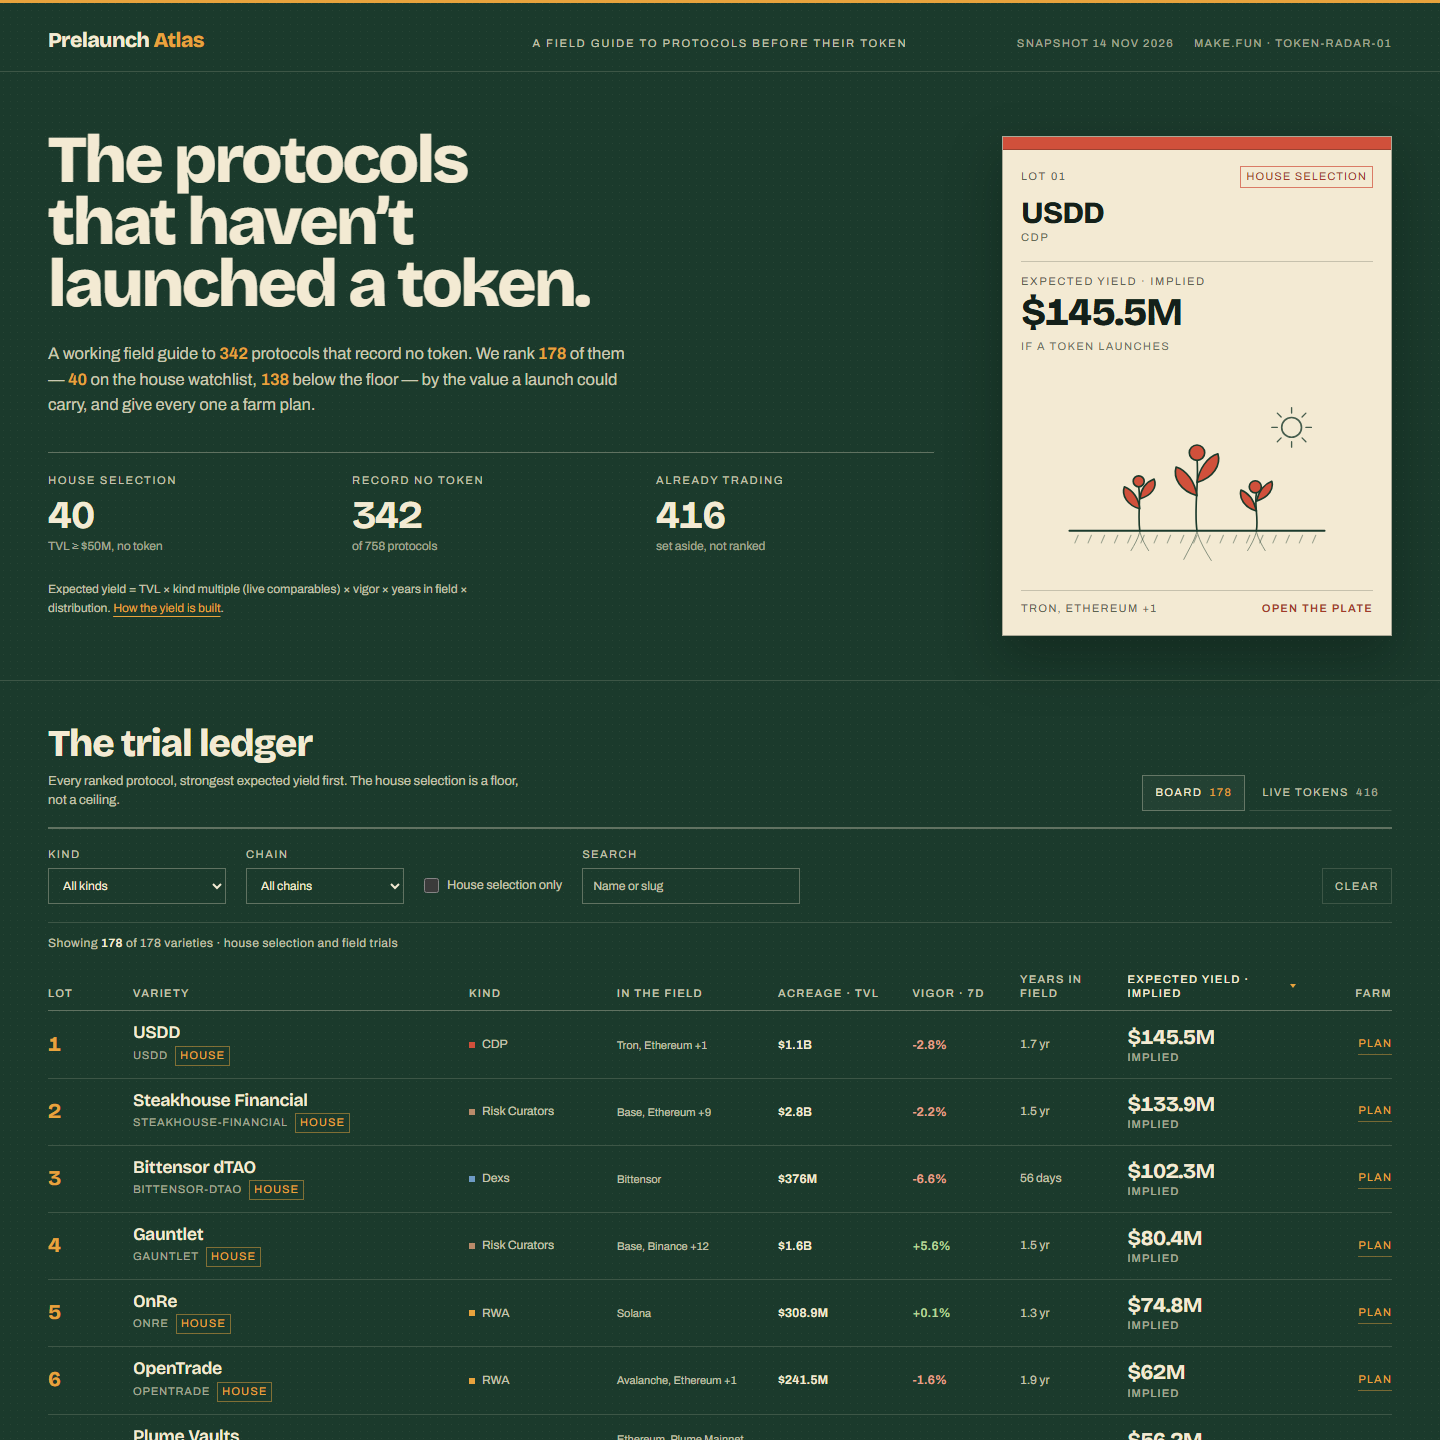 Prelaunch Atlas
A FIELD GUIDE TO PROTOCOLS BEFORE THEIR TOKEN
SNAPSHOT 14 NOV 2026
MAKE.FUN · TOKEN-RADAR-01
The protocols
that haven’t
launched a token.
A working field guide to 342 protocols that record no token. We rank 178 of them
— 40 on the house watchlist, 138 below the floor — by the value a launch could
carry, and give every one a farm plan.
HOUSE SELECTION
40
TVL ≥ $50M, no token
RECORD NO TOKEN
342
of 758 protocols
ALREADY TRADING
416
set aside, not ranked
Expected yield = TVL × kind multiple (live comparables) × vigor × years in field ×
distribution. How the yield is built.
LOT 01
HOUSE SELECTION
USDD
CDP
EXPECTED YIELD · IMPLIED
$145.5M
IF A TOKEN LAUNCHES
TRON, ETHEREUM +1
OPEN THE PLATE
The trial ledger
Every ranked protocol, strongest expected yield first. The house selection is a floor,
not a ceiling.
BOARD 178
LIVE TOKENS 416
KIND
All kinds
CHAIN
All chains
House selection only
SEARCH
Name or slug
CLEAR
Showing 178 of 178 varieties · house selection and field trials
LOT
VARIETY
KIND
IN THE FIELD
ACREAGE · TVL
VIGOR · 7D
YEARS IN
FIELD
EXPECTED YIELD ·
IMPLIED
FARM
1
USDD
USDD HOUSE
CDP
Tron, Ethereum +1
$1.1B
-2.8%
1.7 yr
$145.5M
IMPLIED
PLAN
2
Steakhouse Financial
STEAKHOUSE-FINANCIAL HOUSE
Risk Curators
Base, Ethereum +9
$2.8B
-2.2%
1.5 yr
$133.9M
IMPLIED
PLAN
3
Bittensor dTAO
BITTENSOR-DTAO HOUSE
Dexs
Bittensor
$376M
-6.6%
56 days
$102.3M
IMPLIED
PLAN
4
Gauntlet
GAUNTLET HOUSE
Risk Curators
Base, Binance +12
$1.6B
+5.6%
1.5 yr
$80.4M
IMPLIED
PLAN
5
OnRe
ONRE HOUSE
RWA
Solana
$308.9M
+0.1%
1.3 yr
$74.8M
IMPLIED
PLAN
6
OpenTrade
OPENTRADE HOUSE
RWA
Avalanche, Ethereum +1
$241.5M
-1.6%
1.9 yr
$62M
IMPLIED
PLAN
Plume Vaults
Ethereum, Plume Mainnet
$56.2M